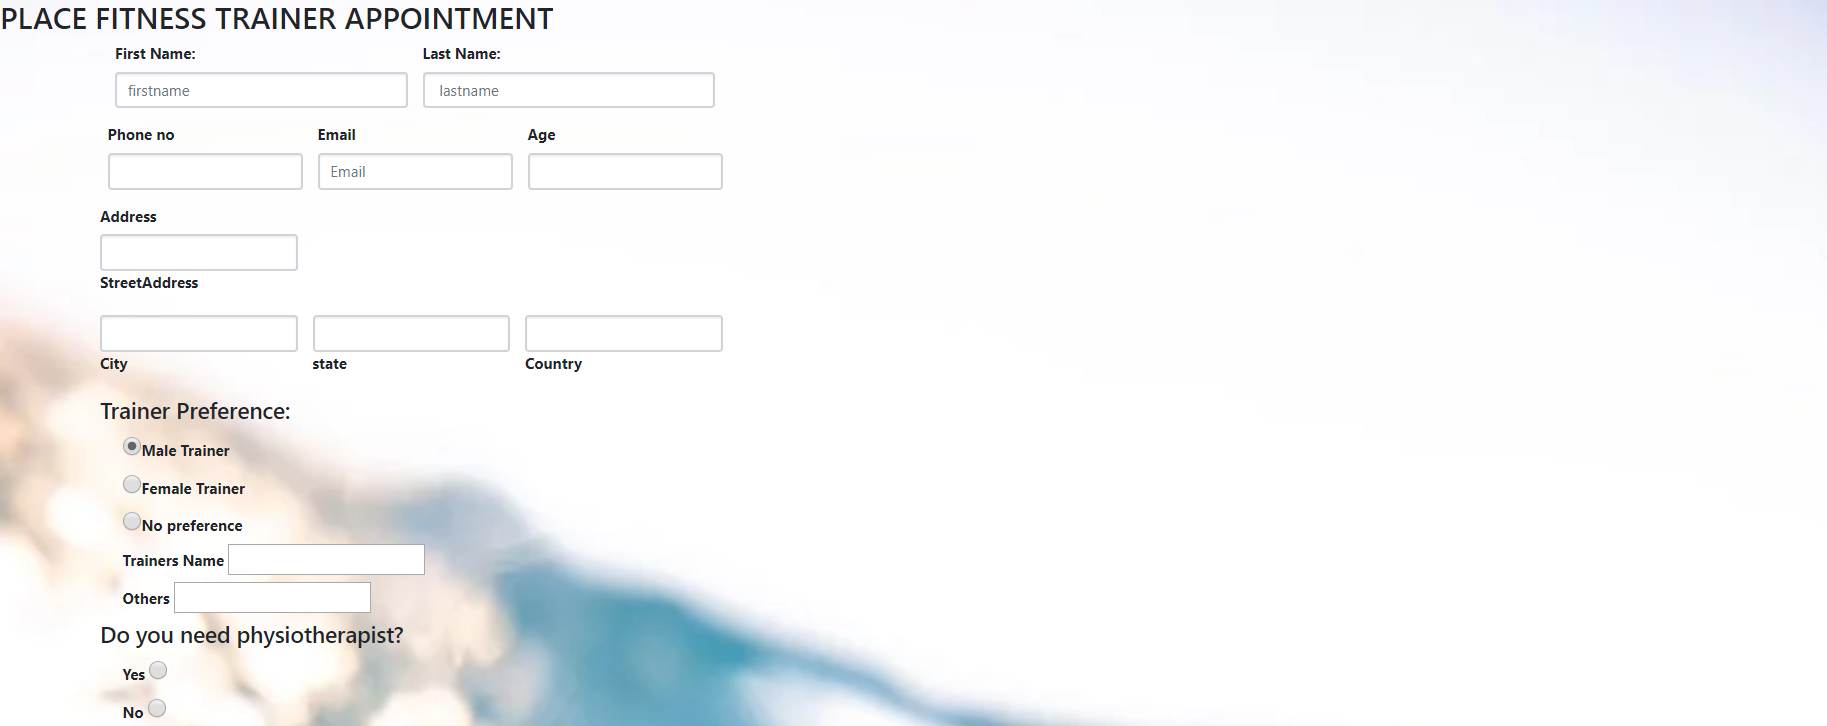 PLACE FITNESS TRAINER APPOINTMENT
First Name: Last Name:
firstname lastname
Phone no Email Age
Email
Address
StreetAddress
City state Country
Trainer Preference:
Male Trainer
Female Trainer
No preference
Trainers Name
Others
Do you need physiotherapist?
Yes
No